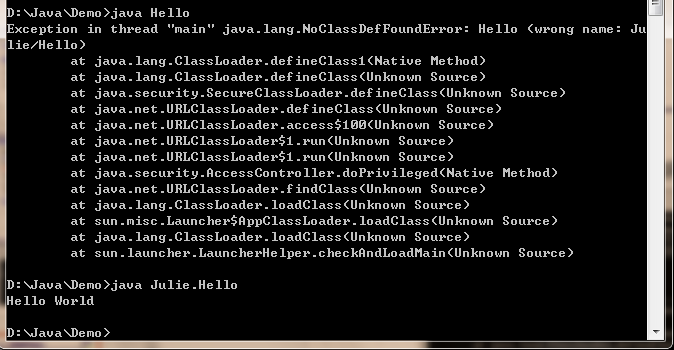 D:\Java\Demo>java Hello
Exception in thread "main" java.lang.NoClassDefFoundError: Hello (wrong name: Ju
lie/Hello)
at java.lang.ClassLoader.defineClass1(Native Method)
at java.lang.ClassLoader.defineClass(Unknown Source)
at java.security.SecureClassLoader.defineClass(Unknown Source)
at java.net.URLClassLoader.defineClass(Unknown Source)
at java.net.URLClassLoader.access$100(Unknown Source)
at java.net.URLClassLoader$1.run(Unknown Source)
at java.net.URLClassLoader$1.run(Unknown Source)
at java.security.AccessController.doPrivileged(Native Method)
at java.net.URLClassLoader.findClass(Unknown Source)
at java.lang.ClassLoader.loadClass(Unknown Source)
at sun.misc.Launcher$AppClassLoader.loadClass(Unknown Source)
at java.lang.ClassLoader.loadClass(Unknown Source)
at sun.launcher.LauncherHelper.checkAndLoadMain(Unknown Source)
D:\Java\Demo>java Julie.Hello
Hello World
D:\Java\Demo>